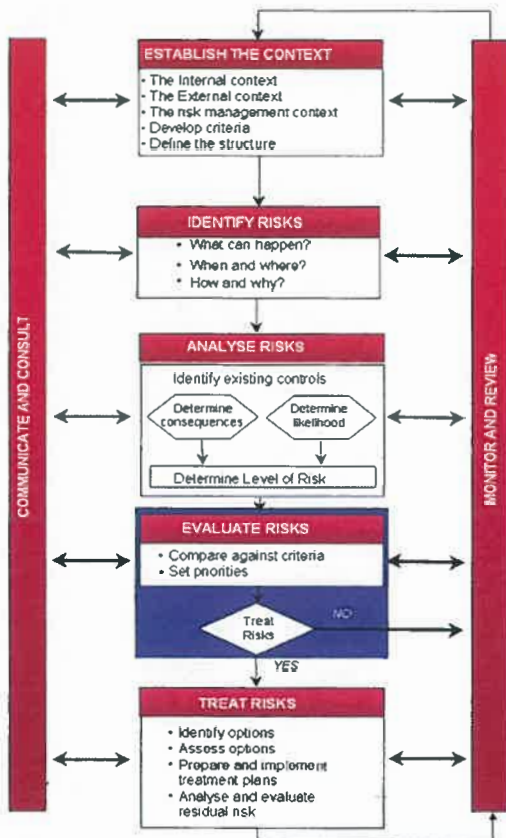 ESTABLISH THE CONTEXT
- The Internal context
- The External context
- The risk management context
- Develop criteria
- Define the structure
IDENTIFY RISKS
• What can happen?
• When and where?
• How and why?
ANALYSE RISKS
Identify existing controls
Determine
consequences
Determine
likelihood
Determine Level of Risk
EVALUATE RISKS
• Compare against criteria
• Set priorities
Treat
Risks
NO
YES
TREAT RISKS
• Identify options
• Assess options
• Prepare and implement
treatment plans
• Analyse and evaluate
residual risk
COMMUNICATE AND CONSULT
MONITOR AND REVIEW